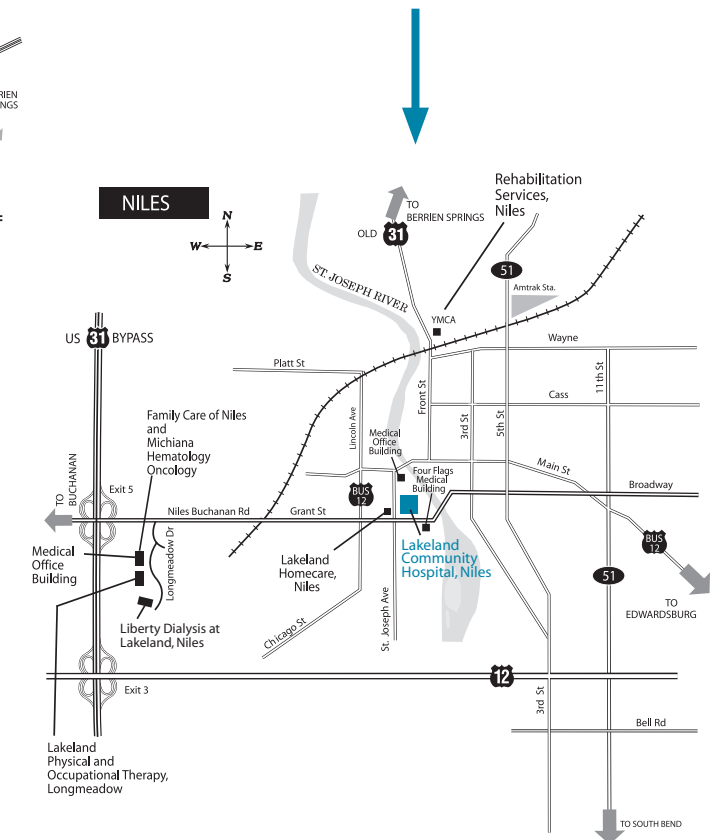 RIEN
NGS
NILES
N
W
E
S
Rehabilitation
Services,
Niles
TO
BERRIEN SPRINGS
OLD 31
51
Amtrak Sta.
ST. JOSEPH RIVER
YMCA
US 31 BYPASS
Wayne
Platt St
11th St
Front St
Cass
Lincoln Ave
3rd St
5th St
Family Care of Niles
and
Michiana
Hematology
Oncology
Medical
Office
Building
Main St
Four Flags
Medical
Building
TO
BUCHANAN
Exit 5
BUS
12
Broadway
Niles Buchanan Rd
Grant St
BUS
12
Medical
Office
Building
Longmeadow Dr
Lakeland
Homecare,
Niles
Lakeland
Community
Hospital, Niles
51
TO
EDWARDSBURG
Liberty Dialysis at
Lakeland, Niles
Chicago St
St. Joseph Ave
12
Exit 3
3rd St
Bell Rd
Lakeland
Physical and
Occupational Therapy,
Longmeadow
TO SOUTH BEND